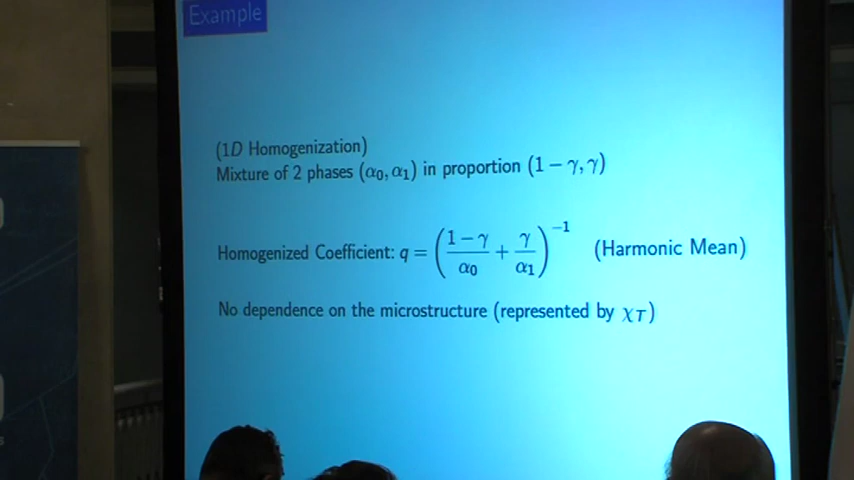 Example
(1D Homogenization)
Mixture of 2 phases (α₀, α₁) in proportion (1 − γ, γ)
Homogenized Coefficient: q = ( (1 − γ)/α₀ + γ/α₁ )⁻¹ (Harmonic Mean)
No dependence on the microstructure (represented by χ_T)